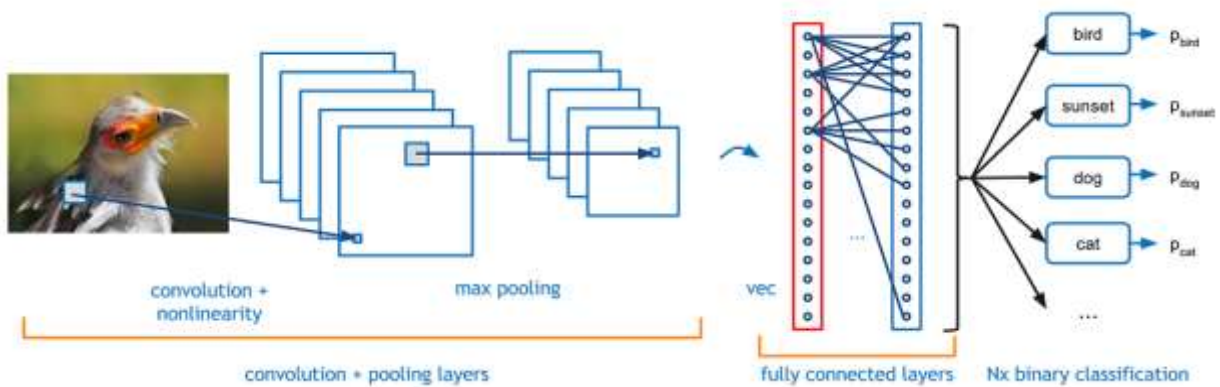 bird
p_bird
sunset
p_sunset
dog
p_dog
cat
p_cat
...
...
convolution +
nonlinearity
max pooling
vec
convolution + pooling layers
fully connected layers
Nx binary classification